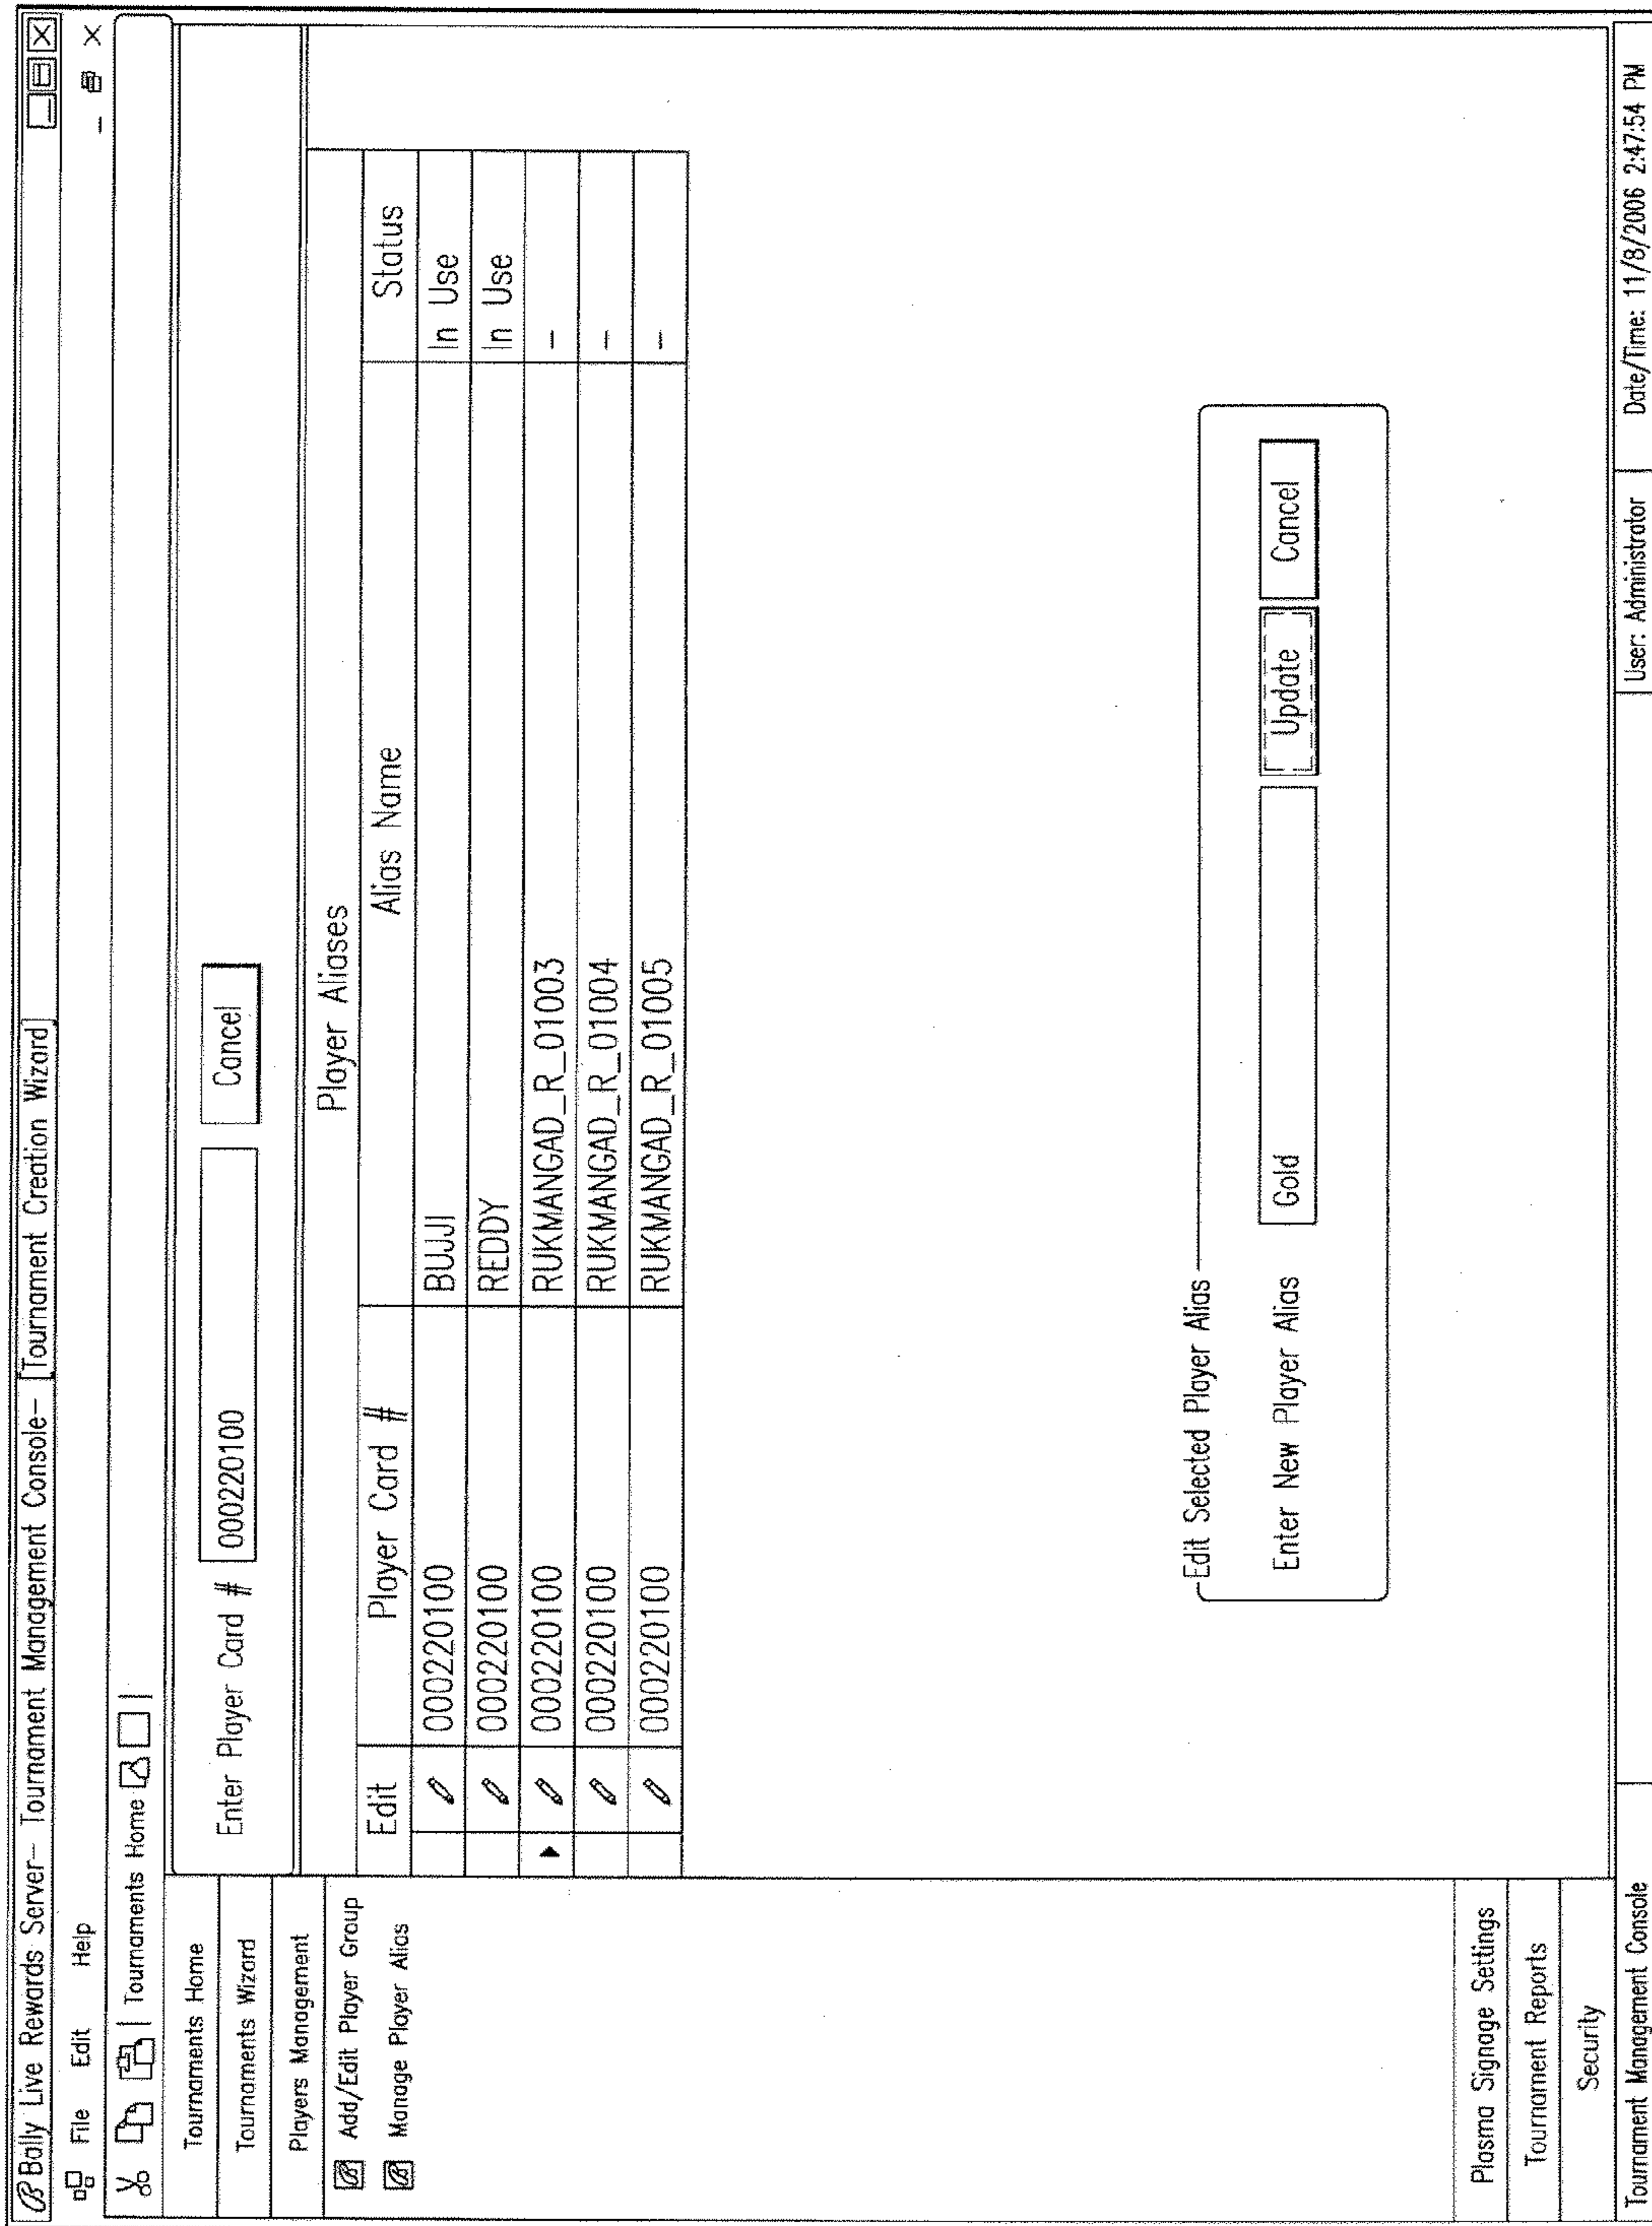 Bally Live Rewards Server- Tournament Management Console- [Tournament Creation Wizard]
File Edit Help
Tournaments Home
Tournaments Home
Tournaments Wizard
Players Management
Add/Edit Player Group
Manage Player Alias
Plasma Signage Settings
Tournament Reports
Security
Enter Player Card # 000220100 Cancel
Player Aliases
Edit Player Card # Alias Name Status
000220100 BUJJI In Use
000220100 REDDY In Use
000220100 RUKMANGAD_R_01003 -
000220100 RUKMANGAD_R_01004 -
000220100 RUKMANGAD_R_01005 -
Edit Selected Player Alias
Enter New Player Alias Gold Update Cancel
Tournament Management Console User: Administrator Date/Time: 11/8/2006 2:47:54 PM